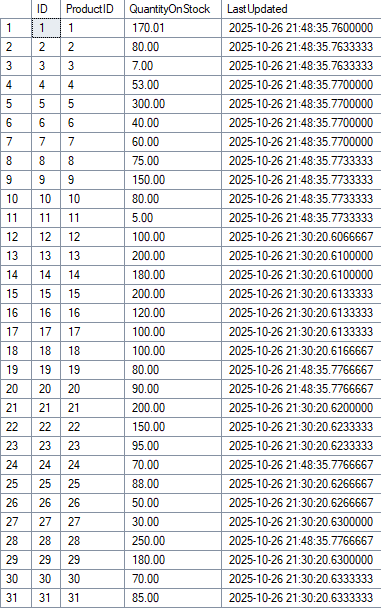 ID ProductID QuantityOnStock LastUpdated
1 1 1 170.01 2025-10-26 21:48:35.7600000
2 2 2 80.00 2025-10-26 21:48:35.7633333
3 3 3 7.00 2025-10-26 21:48:35.7633333
4 4 4 53.00 2025-10-26 21:48:35.7700000
5 5 5 300.00 2025-10-26 21:48:35.7700000
6 6 6 40.00 2025-10-26 21:48:35.7700000
7 7 7 60.00 2025-10-26 21:48:35.7700000
8 8 8 75.00 2025-10-26 21:48:35.7733333
9 9 9 150.00 2025-10-26 21:48:35.7733333
10 10 10 80.00 2025-10-26 21:48:35.7733333
11 11 11 5.00 2025-10-26 21:48:35.7733333
12 12 12 100.00 2025-10-26 21:30:20.6066667
13 13 13 200.00 2025-10-26 21:30:20.6100000
14 14 14 180.00 2025-10-26 21:30:20.6100000
15 15 15 200.00 2025-10-26 21:30:20.6133333
16 16 16 120.00 2025-10-26 21:30:20.6133333
17 17 17 100.00 2025-10-26 21:30:20.6133333
18 18 18 100.00 2025-10-26 21:30:20.6166667
19 19 19 80.00 2025-10-26 21:48:35.7766667
20 20 20 90.00 2025-10-26 21:48:35.7766667
21 21 21 200.00 2025-10-26 21:30:20.6200000
22 22 22 150.00 2025-10-26 21:30:20.6233333
23 23 23 95.00 2025-10-26 21:30:20.6233333
24 24 24 70.00 2025-10-26 21:48:35.7766667
25 25 25 88.00 2025-10-26 21:30:20.6266667
26 26 26 50.00 2025-10-26 21:30:20.6266667
27 27 27 30.00 2025-10-26 21:30:20.6300000
28 28 28 250.00 2025-10-26 21:48:35.7766667
29 29 29 180.00 2025-10-26 21:30:20.6300000
30 30 30 70.00 2025-10-26 21:30:20.6333333
31 31 31 85.00 2025-10-26 21:30:20.6333333